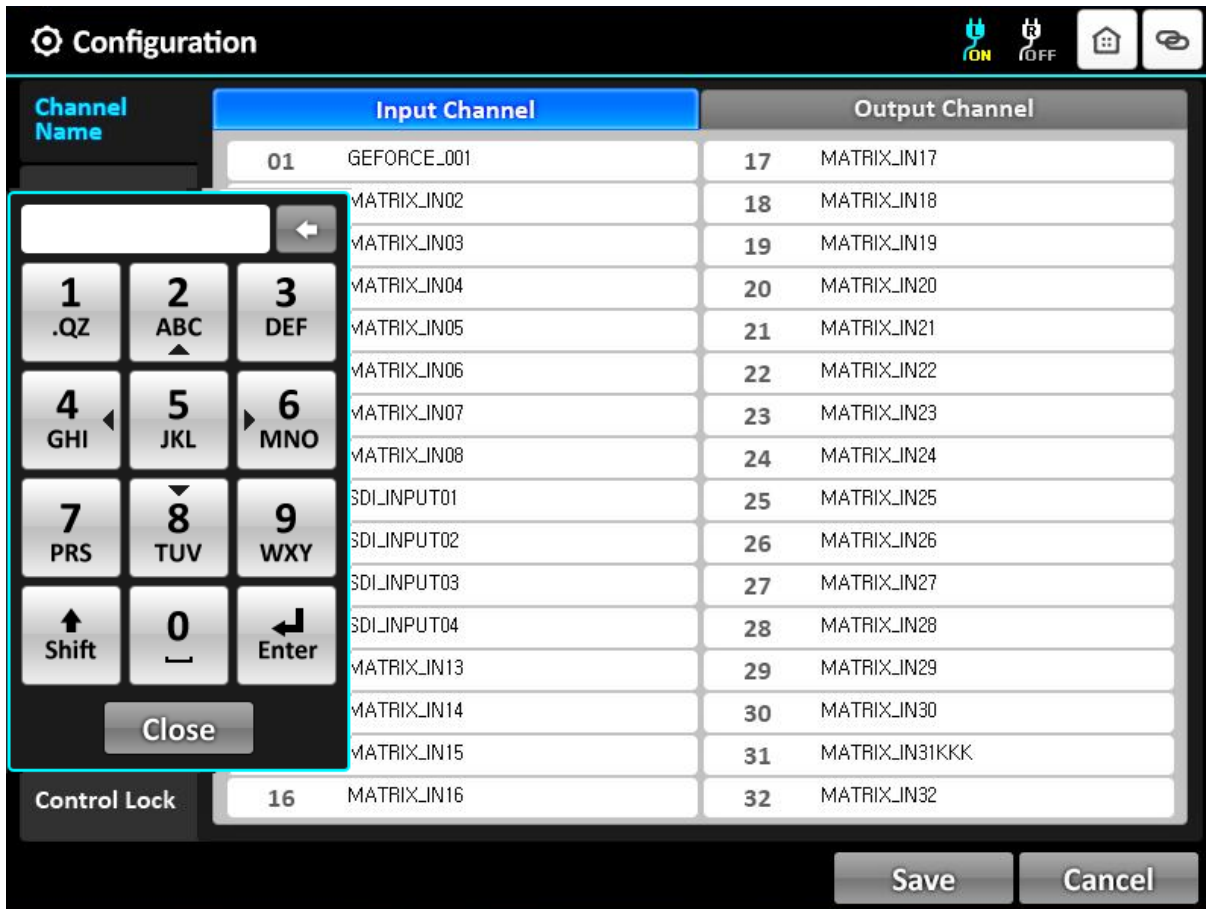 Configuration
L
ON
R
OFF
Channel
Name
Input Channel
Output Channel
01 GEFORCE_001
17 MATRIX_IN17
MATRIX_IN02
18 MATRIX_IN18
MATRIX_IN03
19 MATRIX_IN19
MATRIX_IN04
20 MATRIX_IN20
MATRIX_IN05
21 MATRIX_IN21
MATRIX_IN06
22 MATRIX_IN22
MATRIX_IN07
23 MATRIX_IN23
MATRIX_IN08
24 MATRIX_IN24
SDI_INPUT01
25 MATRIX_IN25
SDI_INPUT02
26 MATRIX_IN26
SDI_INPUT03
27 MATRIX_IN27
SDI_INPUT04
28 MATRIX_IN28
MATRIX_IN13
29 MATRIX_IN29
MATRIX_IN14
30 MATRIX_IN30
MATRIX_IN15
31 MATRIX_IN31KKK
16 MATRIX_IN16
32 MATRIX_IN32
1
.QZ
2
ABC
3
DEF
4
GHI
5
JKL
6
MNO
7
PRS
8
TUV
9
WXY
Shift
0
Enter
Close
Control Lock
Save
Cancel